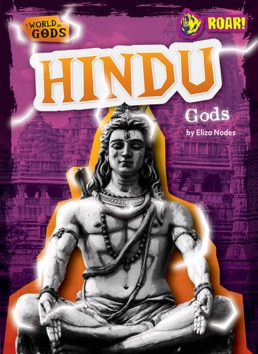 A WORLD OF
GODS
ROAR!
HINDU
Gods
by Eliza Nodes